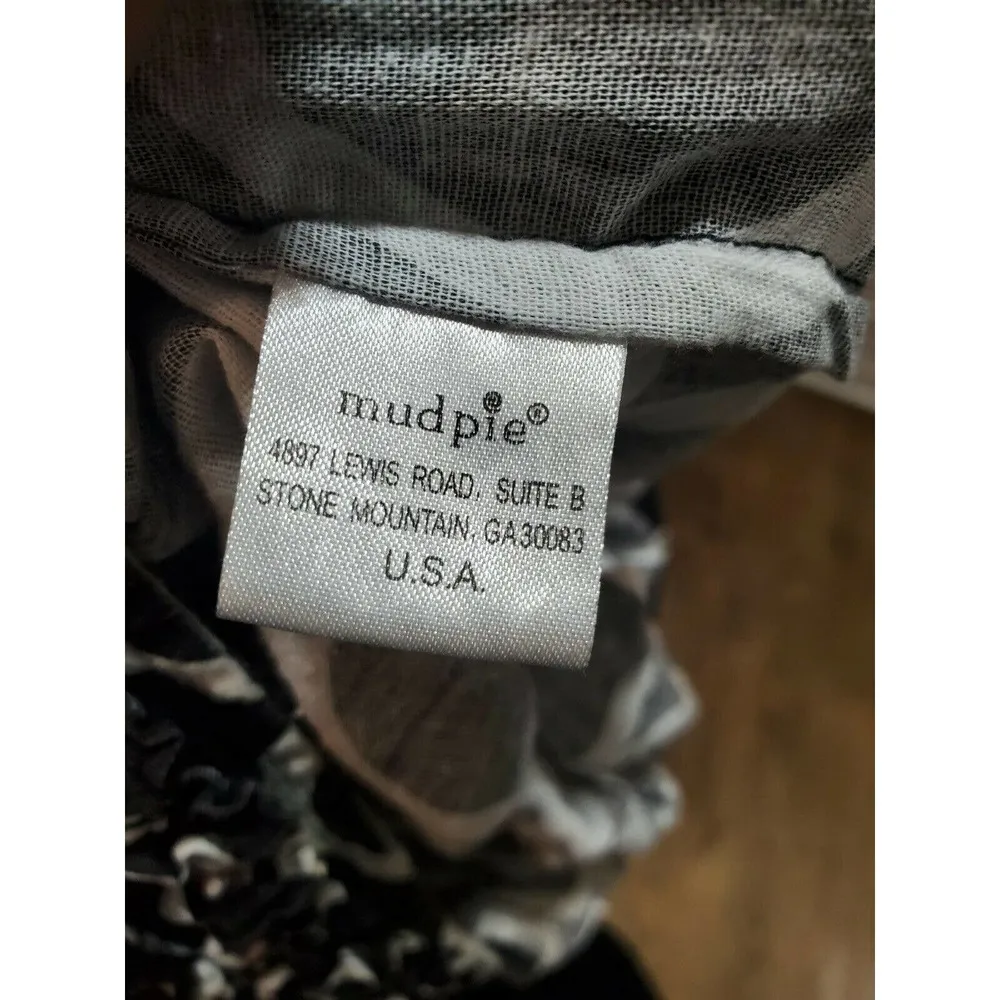 mudpie®
4897 LEWIS ROAD, SUITE B
STONE MOUNTAIN, GA30083
U.S.A.